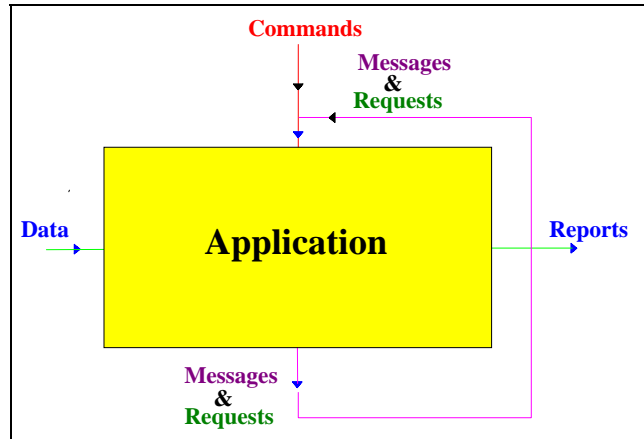 Commands
Messages
&
Requests
Data
Application
Reports
Messages
&
Requests